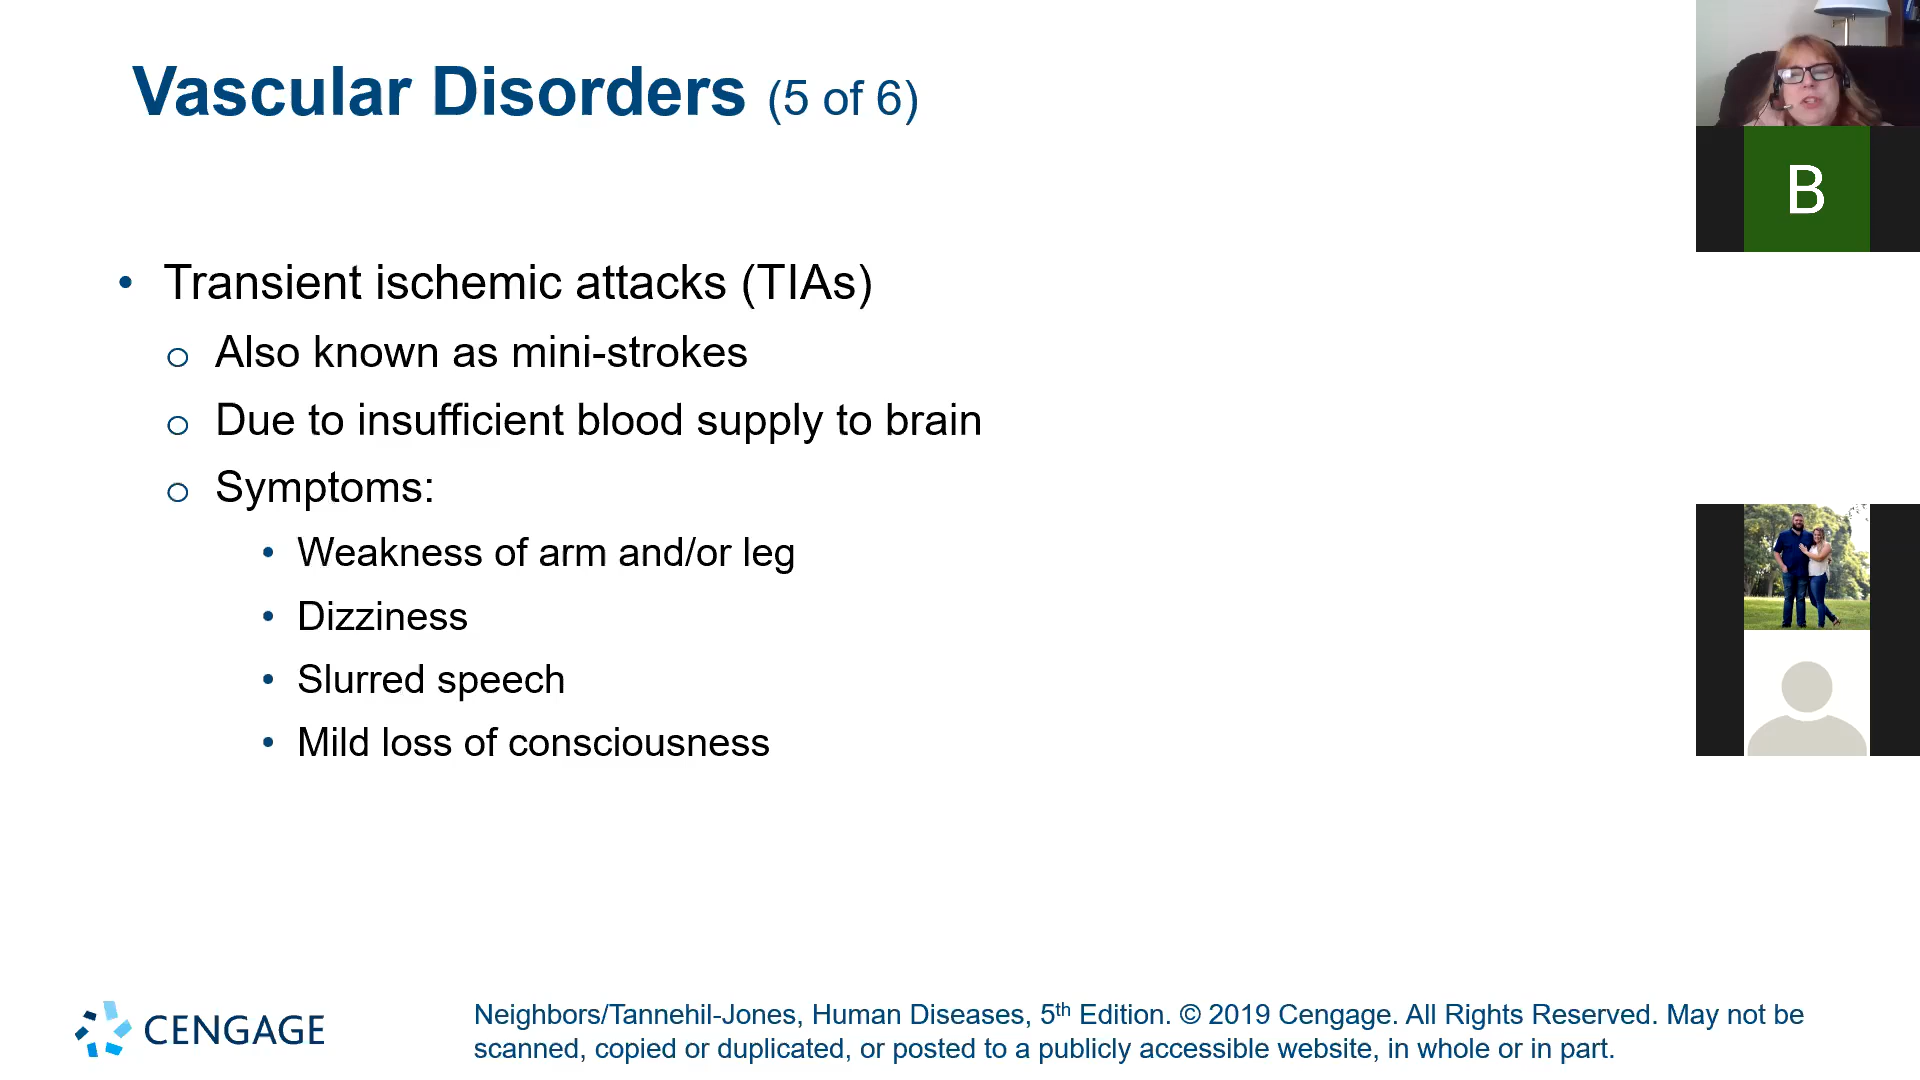 Vascular Disorders (5 of 6)
B
• Transient ischemic attacks (TIAs)
o Also known as mini-strokes
o Due to insufficient blood supply to brain
o Symptoms:
• Weakness of arm and/or leg
• Dizziness
• Slurred speech
• Mild loss of consciousness
CENGAGE
Neighbors/Tannehil-Jones, Human Diseases, 5th Edition. © 2019 Cengage. All Rights Reserved. May not be
scanned, copied or duplicated, or posted to a publicly accessible website, in whole or in part.